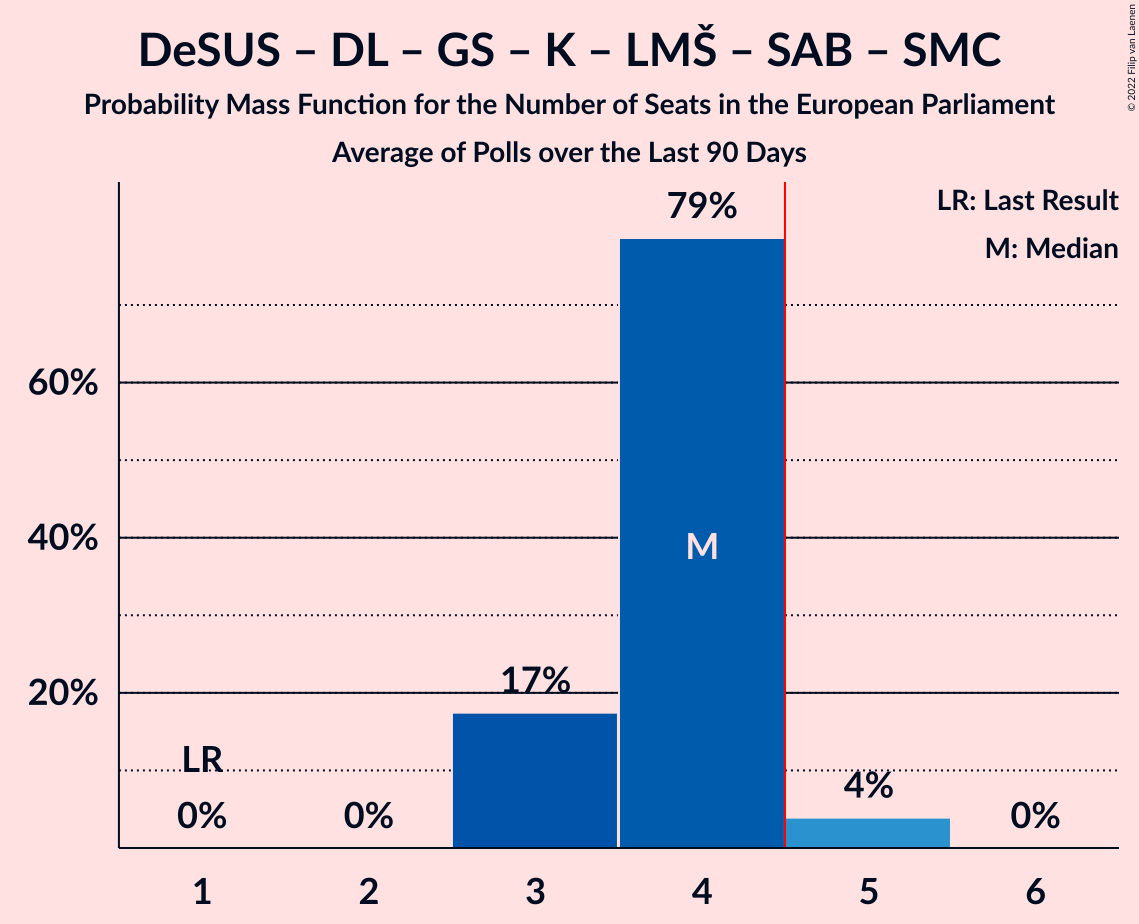 DeSUS – DL – GS – K – LMŠ – SAB – SMC
Probability Mass Function for the Number of Seats in the European Parliament
Average of Polls over the Last 90 Days
© 2022 Filip van Laenen
LR: Last Result
M: Median
79%
60%
40%
M
20%
17%
LR
4%
0%
0%
0%
1
2
3
4
5
6